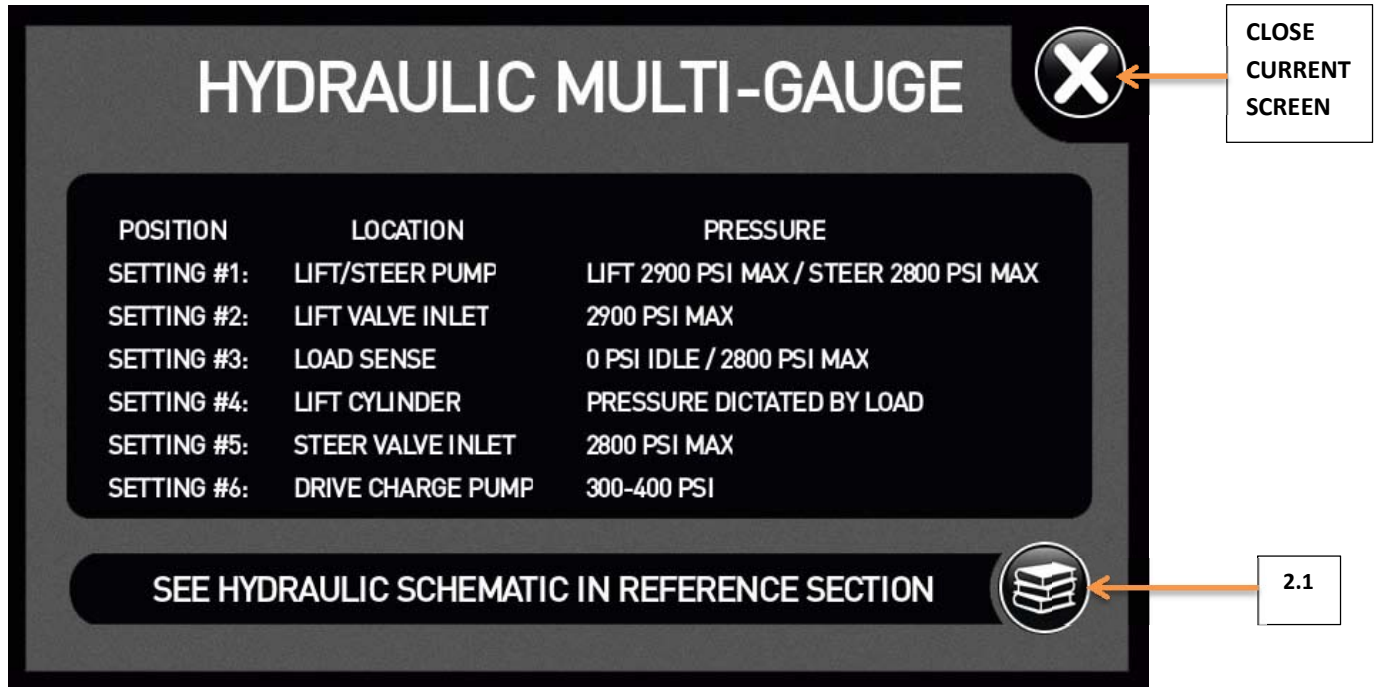 HYDRAULIC MULTI-GAUGE
CLOSE
CURRENT
SCREEN
POSITION LOCATION PRESSURE
SETTING #1: LIFT/STEER PUMP LIFT 2900 PSI MAX / STEER 2800 PSI MAX
SETTING #2: LIFT VALVE INLET 2900 PSI MAX
SETTING #3: LOAD SENSE 0 PSI IDLE / 2800 PSI MAX
SETTING #4: LIFT CYLINDER PRESSURE DICTATED BY LOAD
SETTING #5: STEER VALVE INLET 2800 PSI MAX
SETTING #6: DRIVE CHARGE PUMP 300-400 PSI
SEE HYDRAULIC SCHEMATIC IN REFERENCE SECTION
2.1